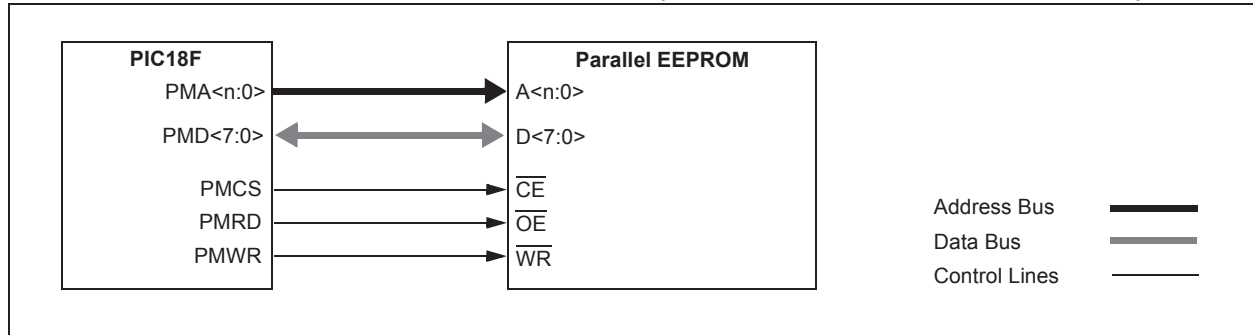 PIC18F
PMA<n:0>
PMD<7:0>
PMCS
PMRD
PMWR
Parallel EEPROM
A<n:0>
D<7:0>
CE
OE
WR
Address Bus
Data Bus
Control Lines